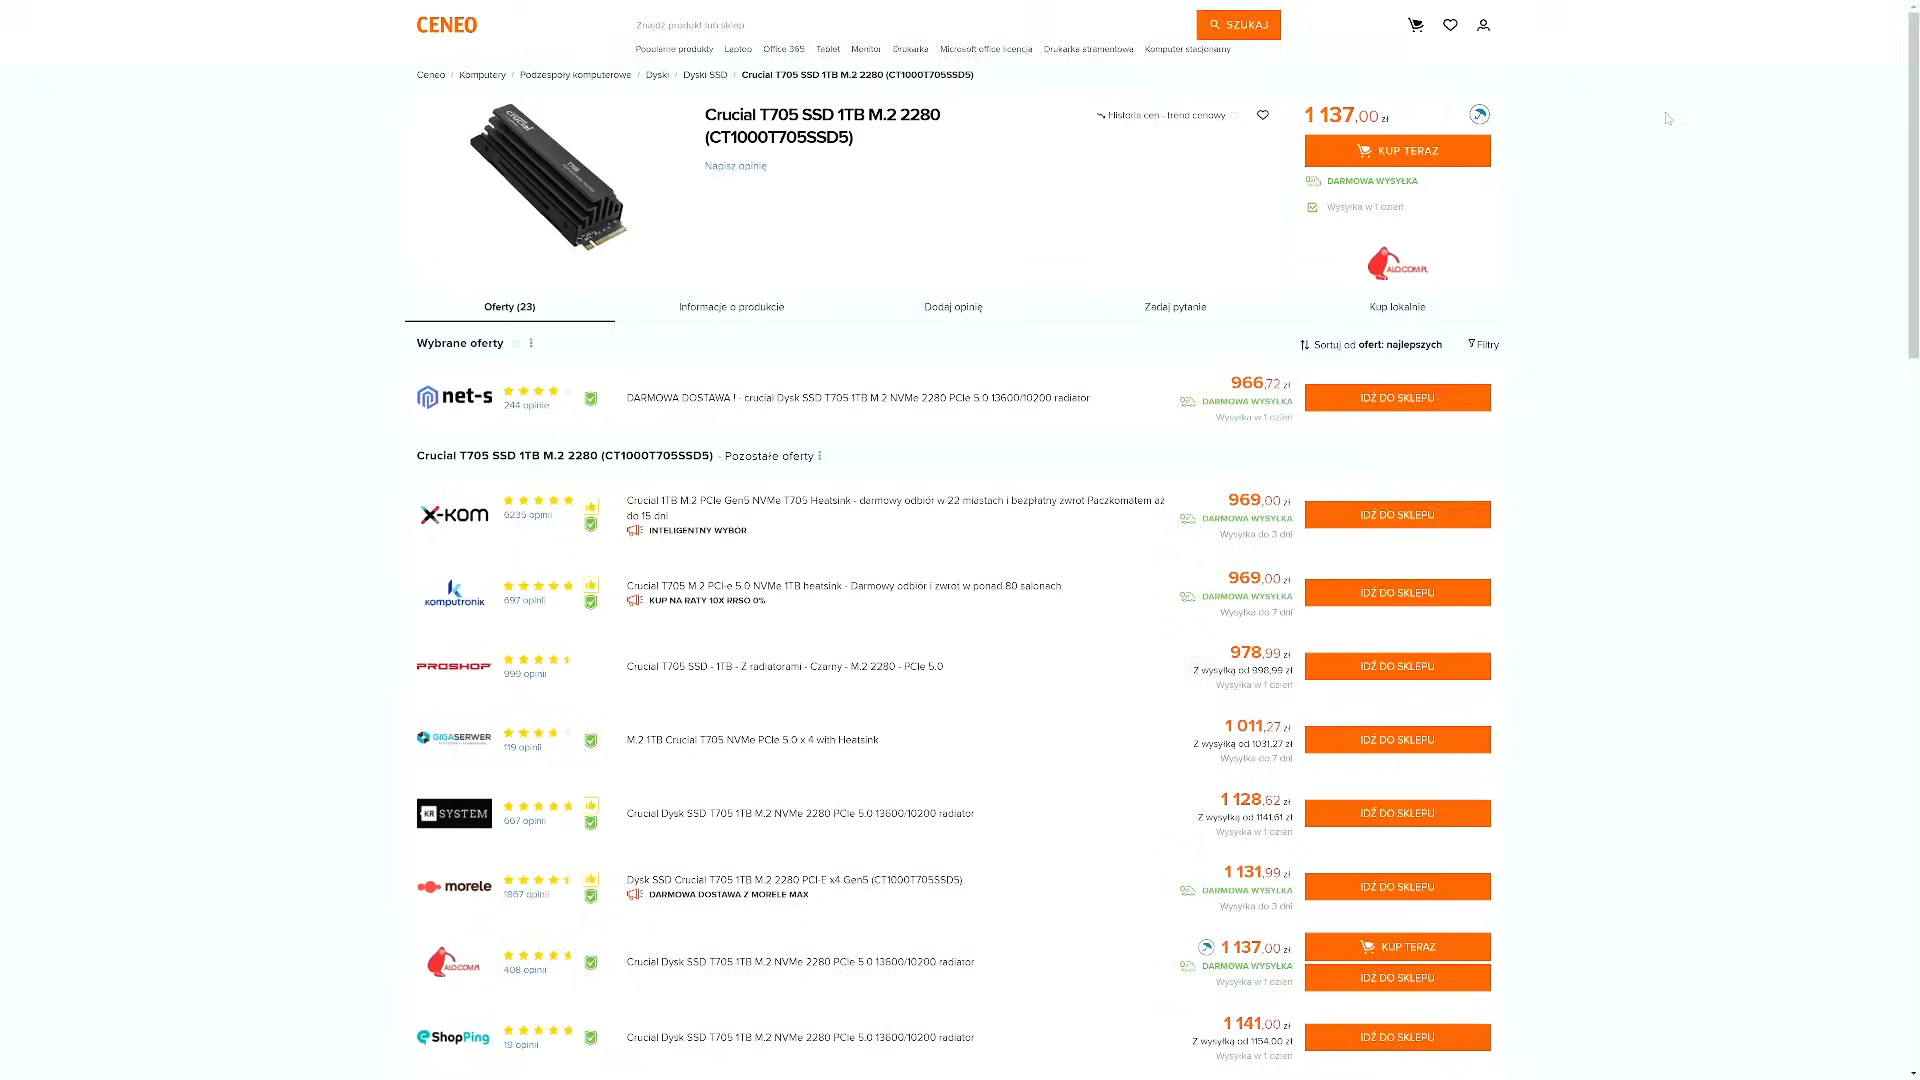 CENEO
Znajdź produkt lub sklep
SZUKAJ
Popularne produkty Laptop Office 365 Tablet Monitor Drukarka Microsoft office licencja Drukarka atramentowa Komputer stacjonarny
Ceneo / Komputery / Podzespoły komputerowe / Dyski / Dyski SSD / Crucial T705 SSD 1TB M.2 2280 (CT1000T705SSD5)
crucial
T705
Crucial T705 SSD 1TB M.2 2280
(CT1000T705SSD5)
Napisz opinię
Historia cen - trend cenowy
1 137,00 zł
KUP TERAZ
DARMOWA WYSYŁKA
Wysyłka w 1 dzień
ALO.COM.PL
Oferty (23) Informacje o produkcie Dodaj opinię Zadaj pytanie Kup lokalnie
Wybrane oferty
Sortuj od ofert: najlepszych Filtry
net-s
244 opinie
DARMOWA DOSTAWA ! - crucial Dysk SSD T705 1TB M.2 NVMe 2280 PCIe 5.0 13600/10200 radiator
966,72 zł
DARMOWA WYSYŁKA
Wysyłka w 1 dzień
IDŹ DO SKLEPU
Crucial T705 SSD 1TB M.2 2280 (CT1000T705SSD5) - Pozostałe oferty
x-kom
6235 opinii
Crucial 1TB M.2 PCIe Gen5 NVMe T705 Heatsink - darmowy odbiór w 22 miastach i bezpłatny zwrot Paczkomatem aż
do 15 dni
INTELIGENTNY WYBÓR
969,00 zł
DARMOWA WYSYŁKA
Wysyłka do 3 dni
IDŹ DO SKLEPU
komputronik
697 opinii
Crucial T705 M.2 PCI-e 5.0 NVMe 1TB heatsink - Darmowy odbiór i zwrot w ponad 80 salonach
KUP NA RATY 10X RRSO 0%
969,00 zł
DARMOWA WYSYŁKA
Wysyłka do 7 dni
IDŹ DO SKLEPU
PROSHOP
999 opinii
Crucial T705 SSD - 1TB - Z radiatorami - Czarny - M.2 2280 - PCIe 5.0
978,99 zł
Z wysyłką od 998,99 zł
Wysyłka w 1 dzień
IDŹ DO SKLEPU
GIGASERWER
119 opinii
M.2 1TB Crucial T705 NVMe PCIe 5.0 x 4 with Heatsink
1 011,27 zł
Z wysyłką od 1031,27 zł
Wysyłka do 7 dni
IDŹ DO SKLEPU
KR SYSTEM
667 opinii
Crucial Dysk SSD T705 1TB M.2 NVMe 2280 PCIe 5.0 13600/10200 radiator
1 128,62 zł
Z wysyłką od 1141,61 zł
Wysyłka w 1 dzień
IDŹ DO SKLEPU
morele
1867 opinii
Dysk SSD Crucial T705 1TB M.2 2280 PCI-E x4 Gen5 (CT1000T705SSD5)
DARMOWA DOSTAWA Z MORELE MAX
1 131,99 zł
DARMOWA WYSYŁKA
Wysyłka do 3 dni
IDŹ DO SKLEPU
ALO.COM.PL
408 opinii
Crucial Dysk SSD T705 1TB M.2 NVMe 2280 PCIe 5.0 13600/10200 radiator
1 137,00 zł
DARMOWA WYSYŁKA
Wysyłka w 1 dzień
KUP TERAZ
IDŹ DO SKLEPU
eShopPing
19 opinii
Crucial Dysk SSD T705 1TB M.2 NVMe 2280 PCIe 5.0 13600/10200 radiator
1 141,00 zł
Z wysyłką od 1154,00 zł
Wysyłka w 1 dzień
IDŹ DO SKLEPU